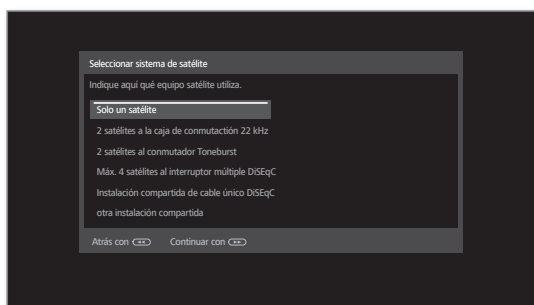 Seleccionar sistema de satélite
Indique aquí qué equipo satélite utiliza.
Solo un satélite
2 satélites a la caja de conmutactión 22 kHz
2 satélites al conmutador Toneburst
Máx. 4 satélites al interruptor múltiple DiSEqC
Instalación compartida de cable único DiSEqC
otra instalación compartida
Atrás con Continuar con